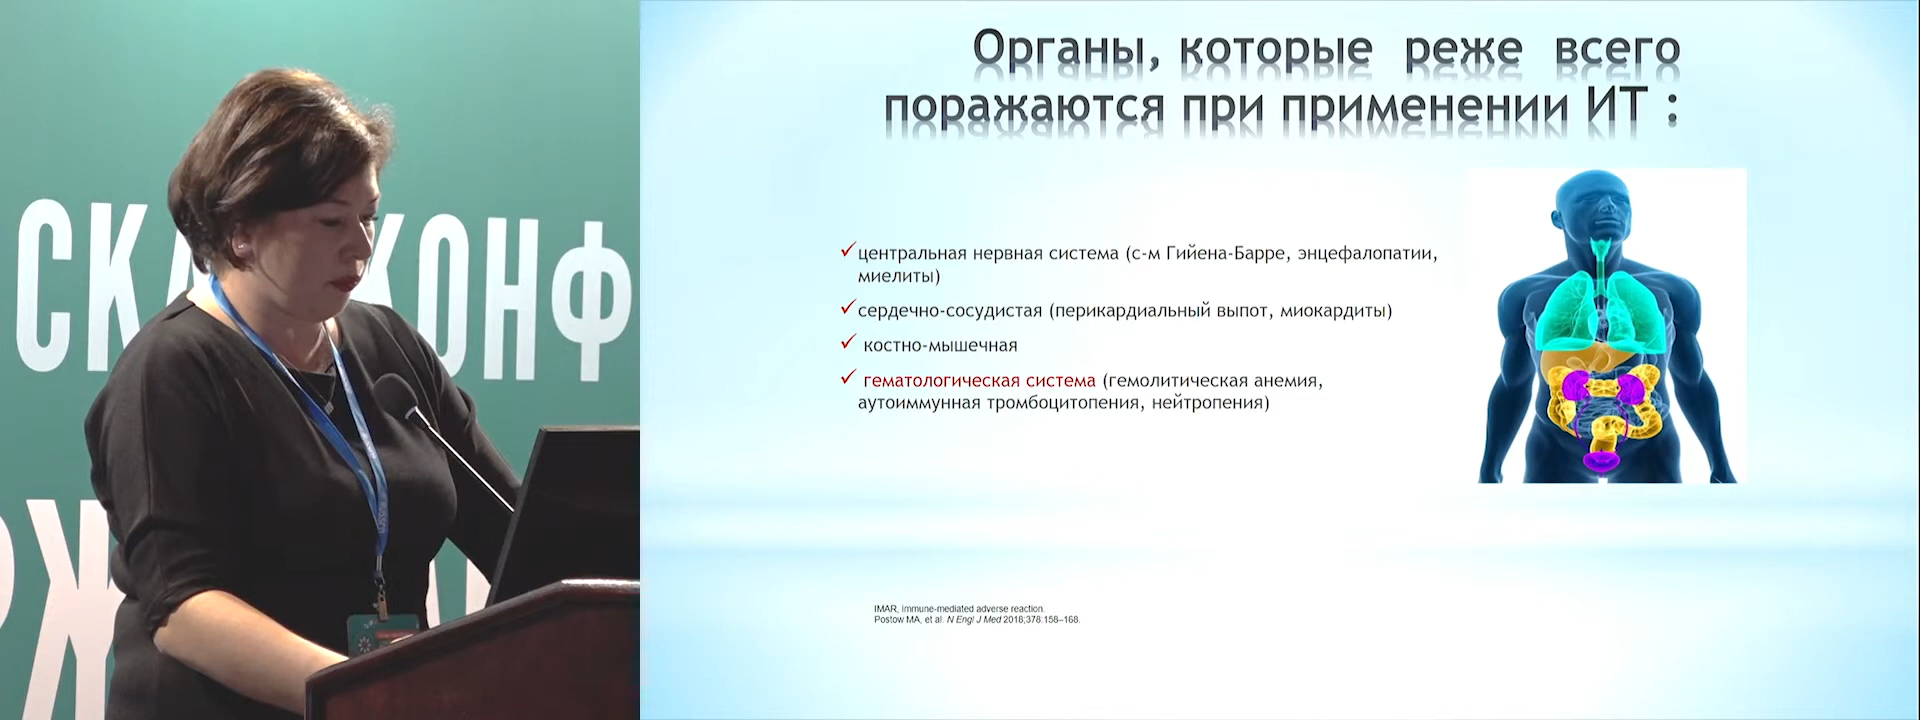 СКА КОНФ
РЖ
Органы, которые реже всего
поражаются при применении ИТ :
центральная нервная система (с-м Гийена-Барре, энцефалопатии,
миелиты)
сердечно-сосудистая (перикардиальный выпот, миокардиты)
костно-мышечная
гематологическая система (гемолитическая анемия,
аутоиммунная тромбоцитопения, нейтропения)
IMAR, immune-mediated adverse reaction.
Postow MA, et al. N Engl J Med 2018;378:158–168.